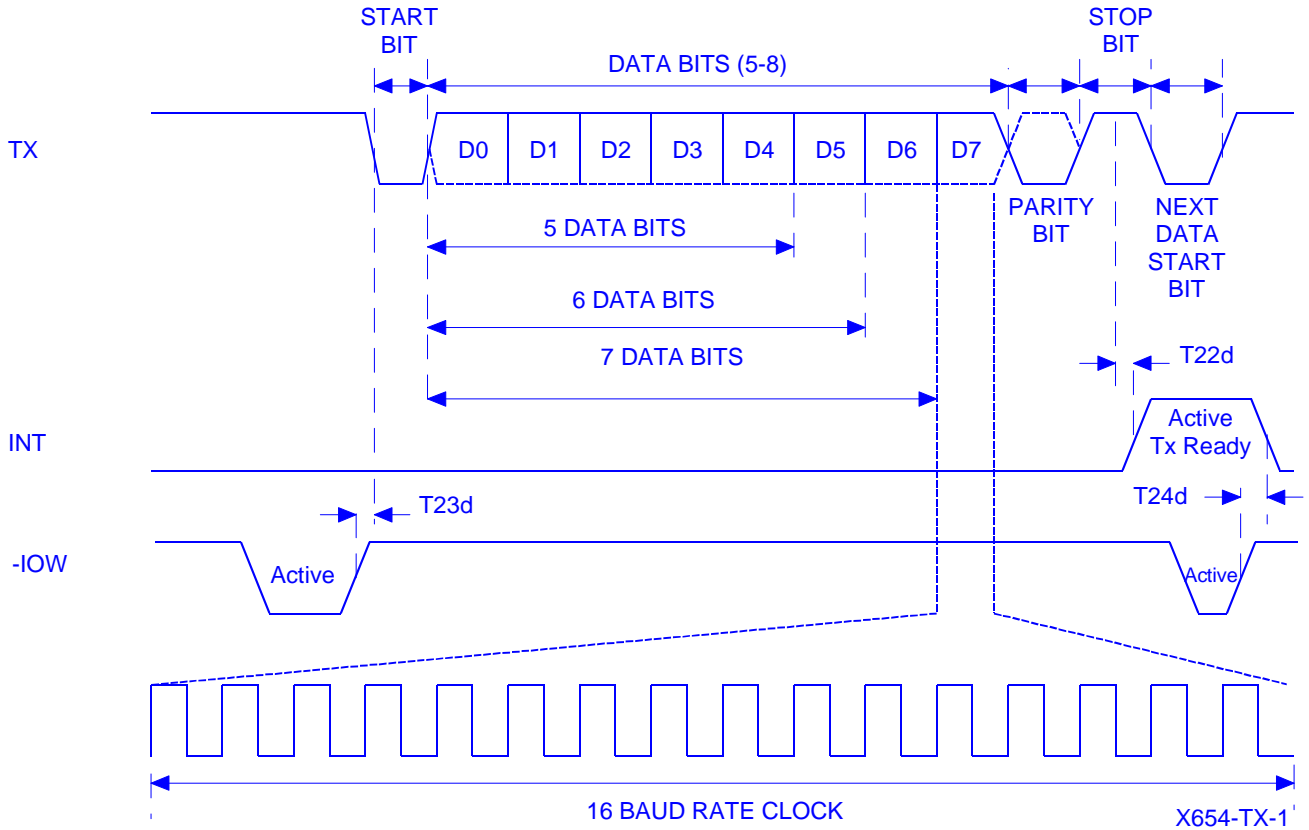 START
BIT
STOP
BIT
DATA BITS (5-8)
TX
D0 D1 D2 D3 D4 D5 D6 D7
PARITY
BIT
NEXT
DATA
START
BIT
5 DATA BITS
6 DATA BITS
7 DATA BITS
T22d
INT
Active
Tx Ready
T23d
T24d
-IOW
Active
Active
16 BAUD RATE CLOCK
X654-TX-1